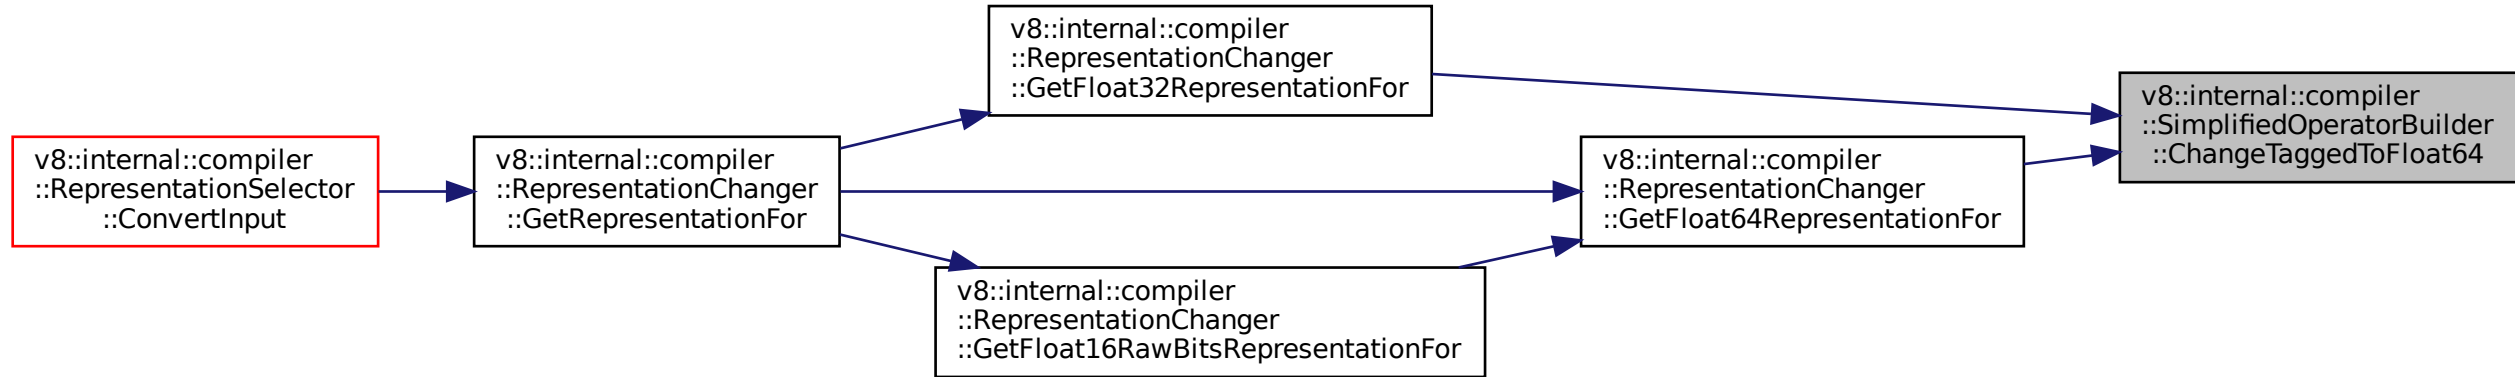 v8::internal::compiler
::RepresentationSelector
::ConvertInput
v8::internal::compiler
::RepresentationChanger
::GetRepresentationFor
v8::internal::compiler
::RepresentationChanger
::GetFloat32RepresentationFor
v8::internal::compiler
::RepresentationChanger
::GetFloat16RawBitsRepresentationFor
v8::internal::compiler
::RepresentationChanger
::GetFloat64RepresentationFor
v8::internal::compiler
::SimplifiedOperatorBuilder
::ChangeTaggedToFloat64